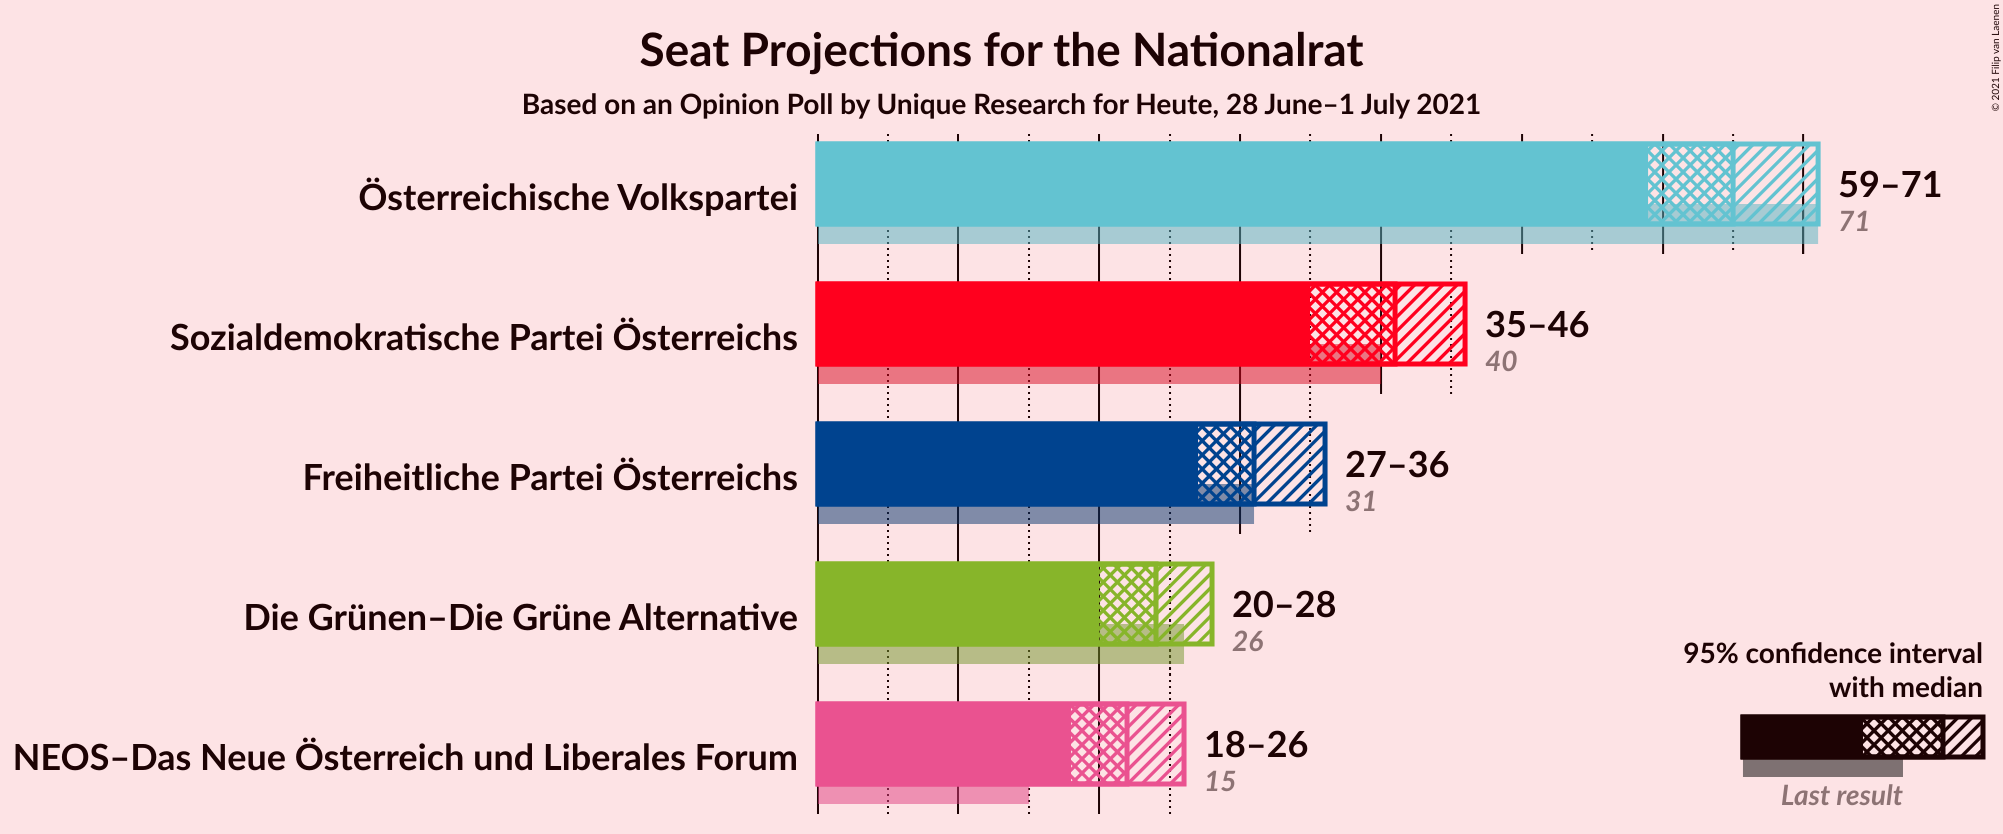 Seat Projections for the Nationalrat
Based on an Opinion Poll by Unique Research for Heute, 28 June–1 July 2021
© 2021 Filip van Laenen
Österreichische Volkspartei
59–71
71
Sozialdemokratische Partei Österreichs
35–46
40
Freiheitliche Partei Österreichs
27–36
31
Die Grünen–Die Grüne Alternative
20–28
26
NEOS–Das Neue Österreich und Liberales Forum
18–26
15
95% confidence interval
with median
Last result